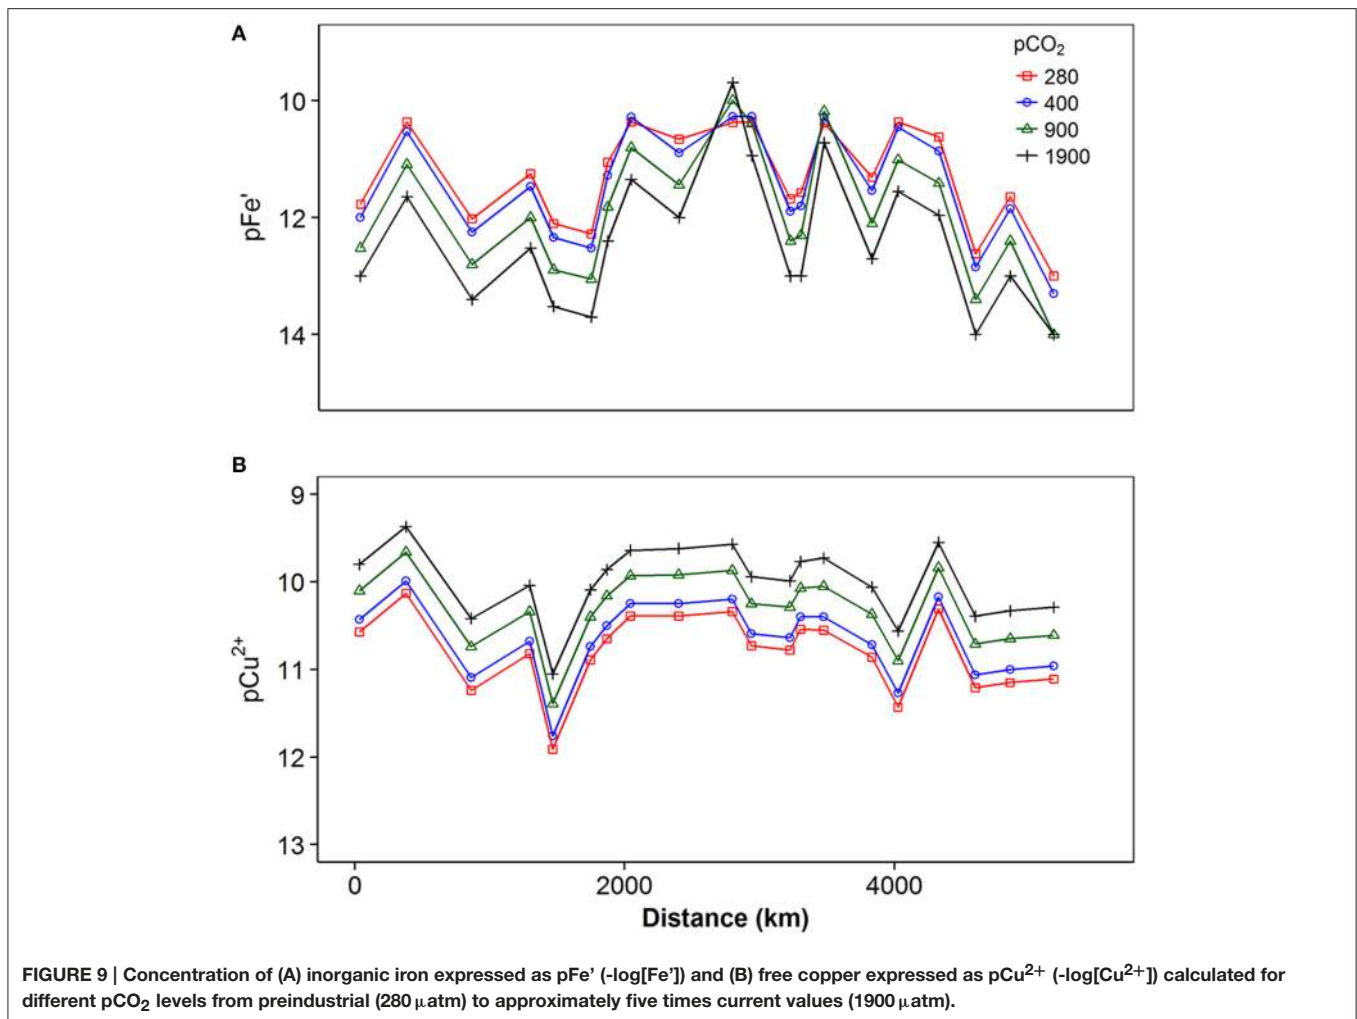 A
pCO2
280
400
900
1900
10
12
14
pFe'
B
9
10
11
12
13
pCu2+
0 2000 4000
Distance (km)
FIGURE 9 | Concentration of (A) inorganic iron expressed as pFe' (-log[Fe']) and (B) free copper expressed as pCu2+ (-log[Cu2+]) calculated for
different pCO2 levels from preindustrial (280 μatm) to approximately five times current values (1900 μatm).